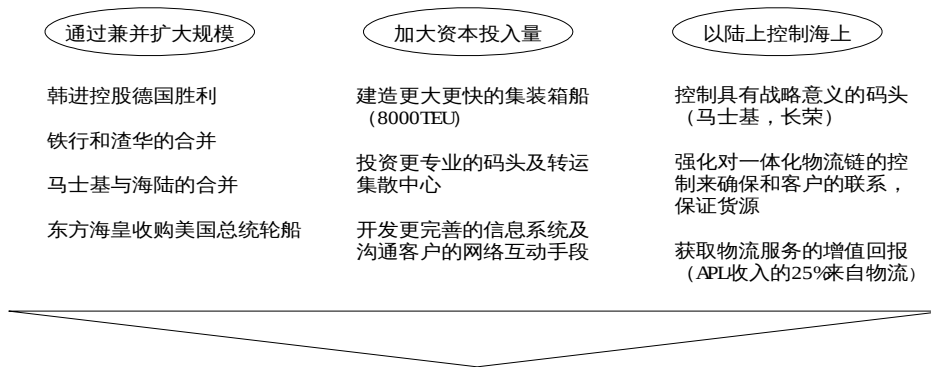 通过兼并扩大规模
韩进控股德国胜利
铁行和渣华的合并
马士基与海陆的合并
东方海皇收购美国总统轮船
加大资本投入量
建造更大更快的集装箱船
（8000TEU）
投资更专业的码头及转运
集散中心
开发更完善的信息系统及
沟通客户的网络互动手段
以陆上控制海上
控制具有战略意义的码头
（马士基，长荣）
强化对一体化物流链的控
制来确保和客户的联系，
保证货源
获取物流服务的增值回报
（APL收入的25%来自物流）